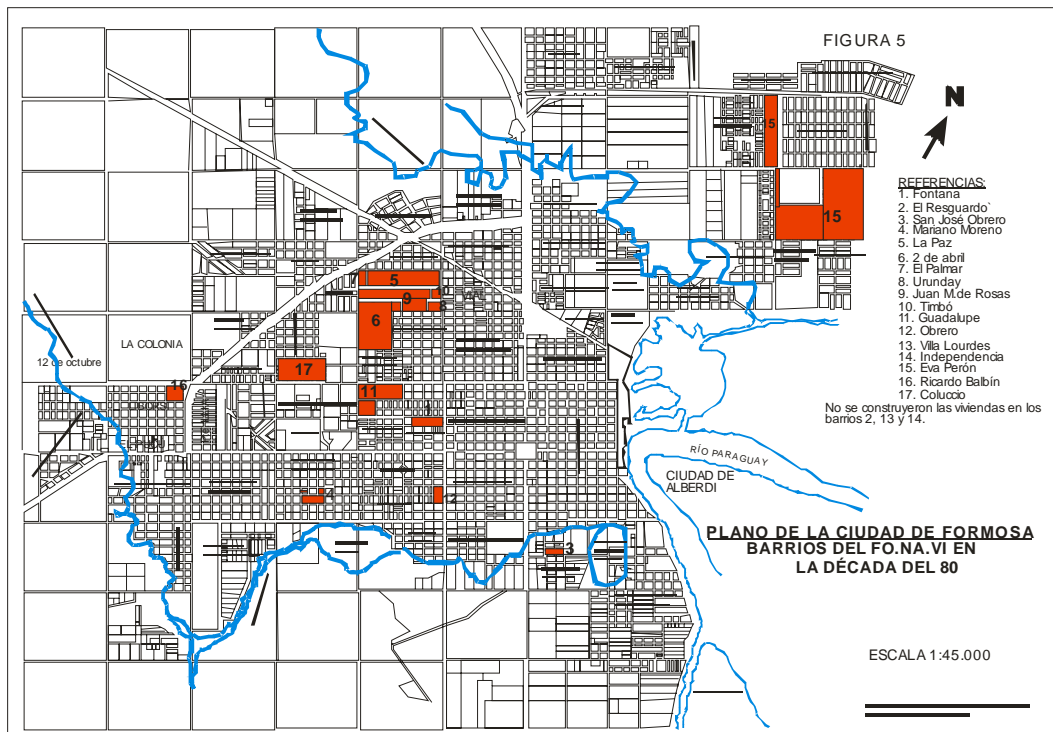 FIGURA 5
N
REFERENCIAS:
1. Fontana
2. El Resguardo`
3. San José Obrero
4. Mariano Moreno
5. La Paz
6. 2 de abril
7. El Palmar
8. Urunday
9. Juan M.de Rosas
10. Timbó
11. Guadalupe
12. Obrero
13. Villa Lourdes
14. Independencia
15. Eva Perón
16. Ricardo Balbín
17. Coluccio
No se construyeron las viviendas en los
barrios 2, 13 y 14.
5
15
7
5
10
9
8
6
LA COLONIA
12 de octubre
17
16
11
4
12
3
RÍO PARAGUAY
CIUDAD DE
ALBERDI
PLANO DE LA CIUDAD DE FORMOSA
BARRIOS DEL FO.NA.VI EN
LA DÉCADA DEL 80
ESCALA 1:45.000